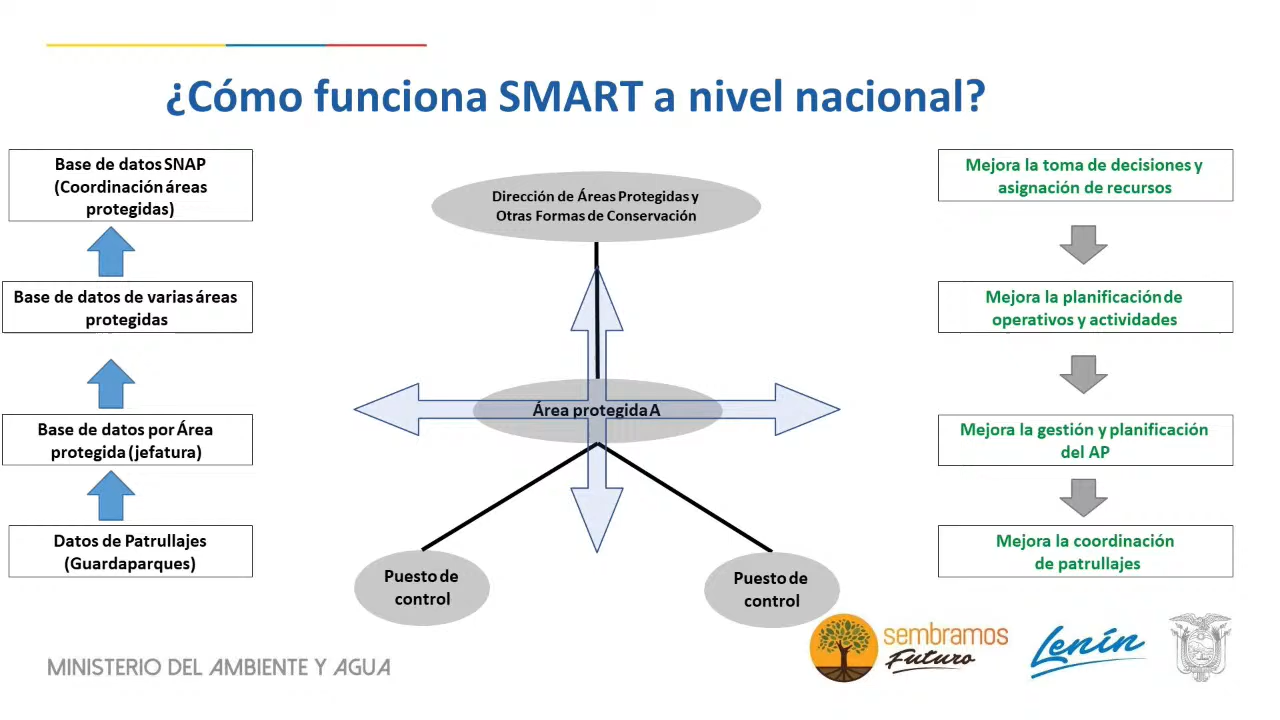 ¿Cómo funciona SMART a nivel nacional?
Base de datos SNAP
(Coordinación áreas
protegidas)
Base de datos de varias áreas
protegidas
Base de datos por Área
protegida (jefatura)
Datos de Patrullajes
(Guardaparques)
Dirección de Áreas Protegidas y
Otras Formas de Conservación
Área protegida A
Puesto de
control
Puesto de
control
Mejora la toma de decisiones y
asignación de recursos
Mejora la planificación de
operativos y actividades
Mejora la gestión y planificación
del AP
Mejora la coordinación
de patrullajes
MINISTERIO DEL AMBIENTE Y AGUA
sembramos
Futuro
Lenín